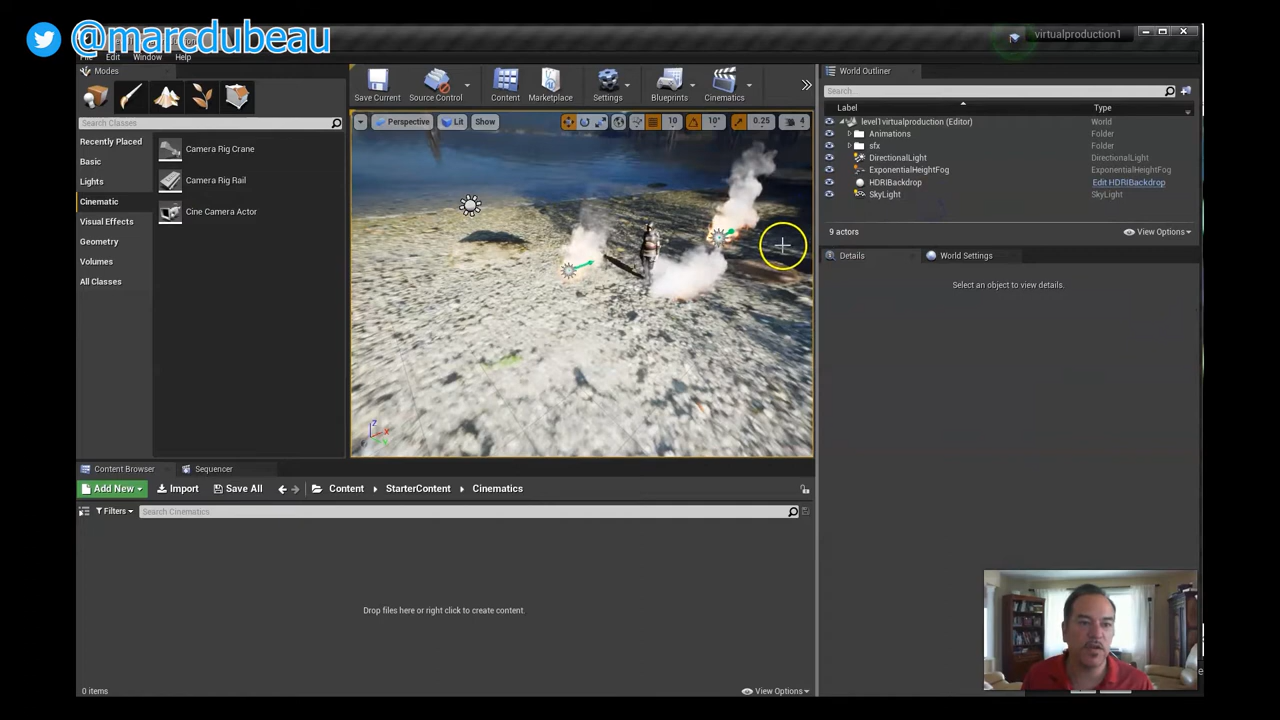 @marcdubeau
virtualproduction1
File Edit Window Help
Modes
World Outliner
Save Current Source Control Content Marketplace Settings Blueprints Cinematics
Search...
Label Type
Search Classes
Perspective Lit Show 10 10° 0.25 4
level1virtualproduction (Editor) World
Animations Folder
sfx Folder
DirectionalLight DirectionalLight
ExponentialHeightFog ExponentialHeightFog
HDRIBackdrop Edit HDRIBackdrop
SkyLight SkyLight
9 actors View Options
Recently Placed
Basic
Lights
Cinematic
Visual Effects
Geometry
Volumes
All Classes
Camera Rig Crane
Camera Rig Rail
Cine Camera Actor
Details World Settings
Select an object to view details.
Z X Y
Content Browser Sequencer
Add New Import Save All Content StarterContent Cinematics
Filters Search Cinematics
Drop files here or right click to create content.
0 items View Options